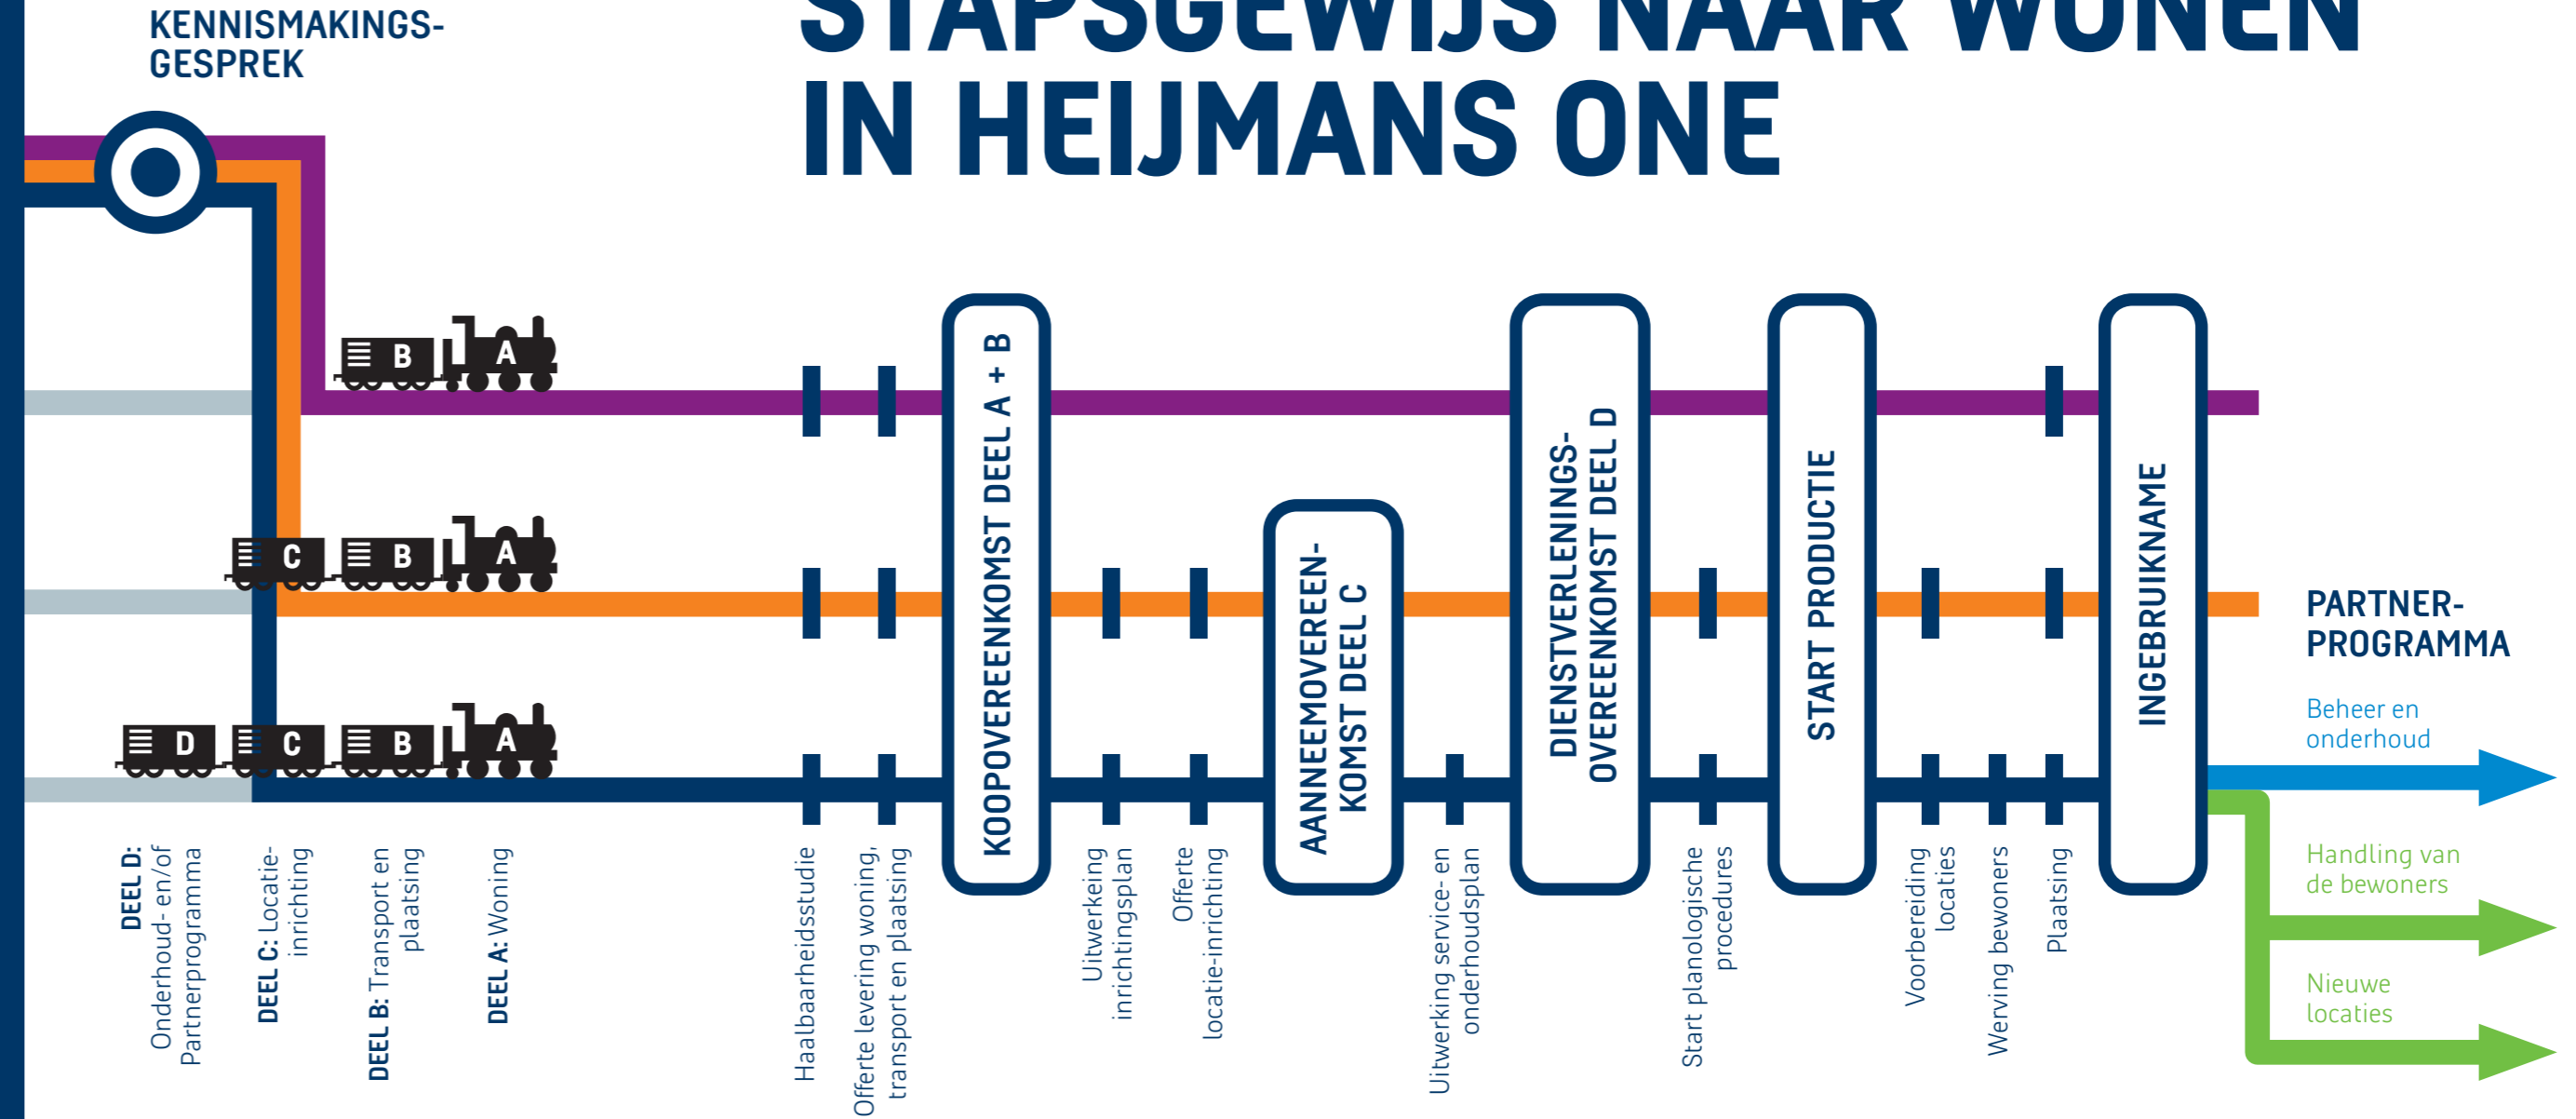 KENNISMAKINGS-
GESPREK
STAPSGEWIJS NAAR WONEN
IN HEIJMANS ONE
B
A
C
B
A
D
C
B
A
DEEL D:
Onderhoud- en/of
Partnerprogramma
DEEL C: Locatie-
inrichting
DEEL B: Transport en
plaatsing
DEEL A: Woning
Haalbaarheidsstudie
Offerte levering woning,
transport en plaatsing
KOOPOVEREENKOMST DEEL A + B
Uitwerkeing
inrichtingsplan
Offerte
locatie-inrichting
AANNEEMOVEREEN-
KOMST DEEL C
Uitwerking service- en
onderhoudsplan
DIENSTVERLENINGS-
OVEREENKOMST DEEL D
Start planologische
procedures
START PRODUCTIE
Voorbereiding
locaties
Werving bewoners
Plaatsing
INGEBRUIKNAME
PARTNER-
PROGRAMMA
Beheer en
onderhoud
Handling van
de bewoners
Nieuwe
locaties